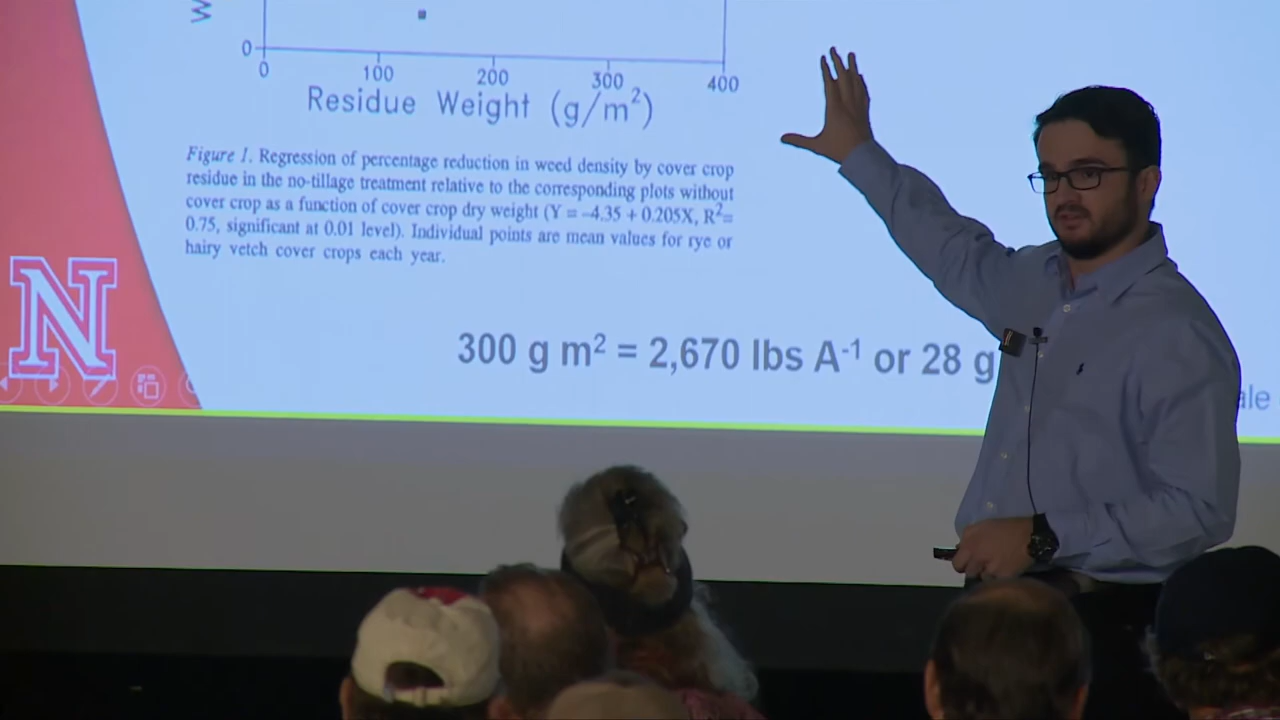 W
0
0 100 200 300 400
Residue Weight (g/m²)
Figure 1. Regression of percentage reduction in weed density by cover crop
residue in the no-tillage treatment relative to the corresponding plots without
cover crop as a function of cover crop dry weight (Y = -4.35 + 0.205X, R²=
0.75, significant at 0.01 level). Individual points are mean values for rye or
hairy vetch cover crops each year.
N
300 g m² = 2,670 lbs A⁻¹ or 28 g
ale